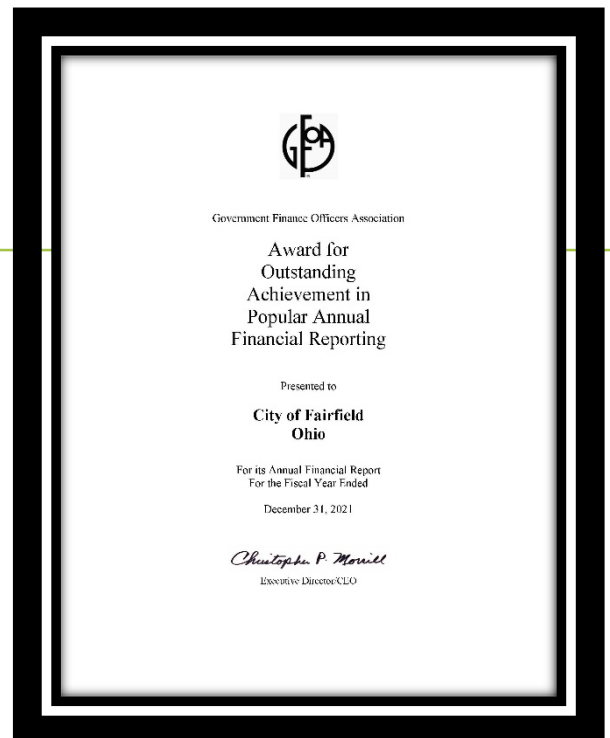 GFOA
Government Finance Officers Association
Award for
Outstanding
Achievement in
Popular Annual
Financial Reporting
Presented to
City of Fairfield
Ohio
For its Annual Financial Report
For the Fiscal Year Ended
December 31, 2021
Christopher P. Morrill
Executive Director/CEO